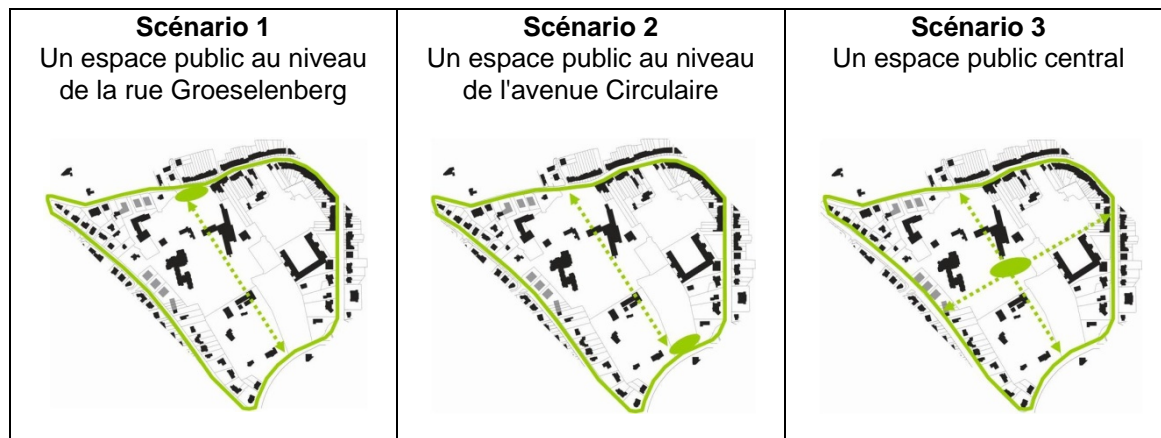 Scénario 1
Un espace public au niveau
de la rue Groeselenberg
Scénario 2
Un espace public au niveau
de l'avenue Circulaire
Scénario 3
Un espace public central